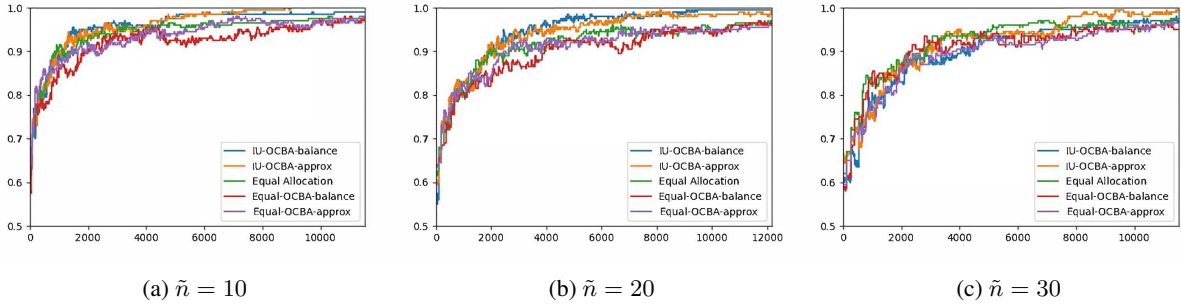 1.0
0.9
0.8
0.7
0.6
0.5
IU-OCBA-balance
IU-OCBA-approx
Equal Allocation
Equal-OCBA-balance
Equal-OCBA-approx
0 2000 4000 6000 8000 10000
(a) ñ = 10
1.0
0.9
0.8
0.7
0.6
0.5
IU-OCBA-balance
IU-OCBA-approx
Equal Allocation
Equal-OCBA-balance
Equal-OCBA-approx
0 2000 4000 6000 8000 10000 12000
(b) ñ = 20
1.0
0.9
0.8
0.7
0.6
0.5
IU-OCBA-balance
IU-OCBA-approx
Equal Allocation
Equal-OCBA-balance
Equal-OCBA-approx
0 2000 4000 6000 8000 10000
(c) ñ = 30